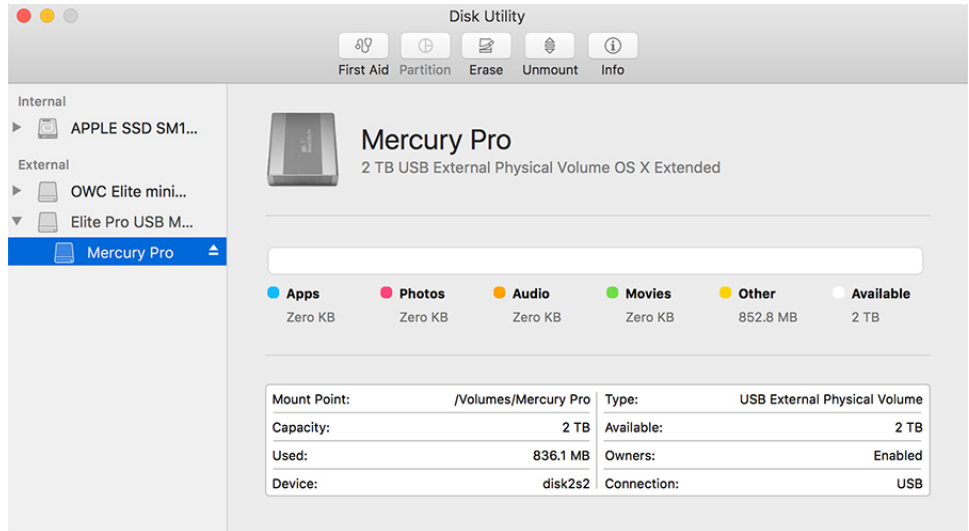 Disk Utility
First Aid Partition Erase Unmount Info
Internal
APPLE SSD SM1...
External
OWC Elite mini...
Elite Pro USB M...
Mercury Pro
Mercury Pro
2 TB USB External Physical Volume OS X Extended
Apps Photos Audio Movies Other Available
Zero KB Zero KB Zero KB Zero KB 852.8 MB 2 TB
Mount Point: /Volumes/Mercury Pro Type: USB External Physical Volume
Capacity: 2 TB Available: 2 TB
Used: 836.1 MB Owners: Enabled
Device: disk2s2 Connection: USB